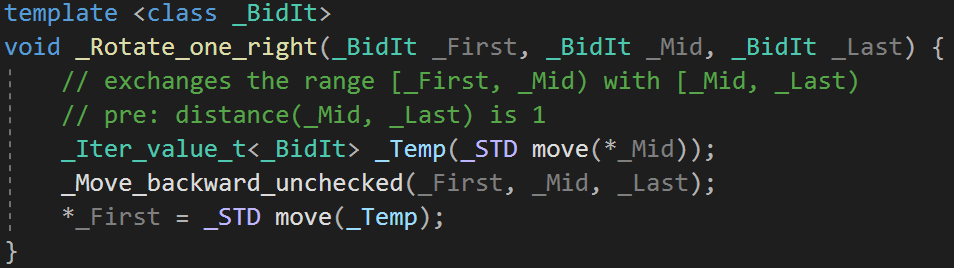 template <class _BidIt>
void _Rotate_one_right(_BidIt _First, _BidIt _Mid, _BidIt _Last) {
    // exchanges the range [_First, _Mid) with [_Mid, _Last)
    // pre: distance(_Mid, _Last) is 1
    _Iter_value_t<_BidIt> _Temp(_STD move(*_Mid));
    _Move_backward_unchecked(_First, _Mid, _Last);
    *_First = _STD move(_Temp);
}